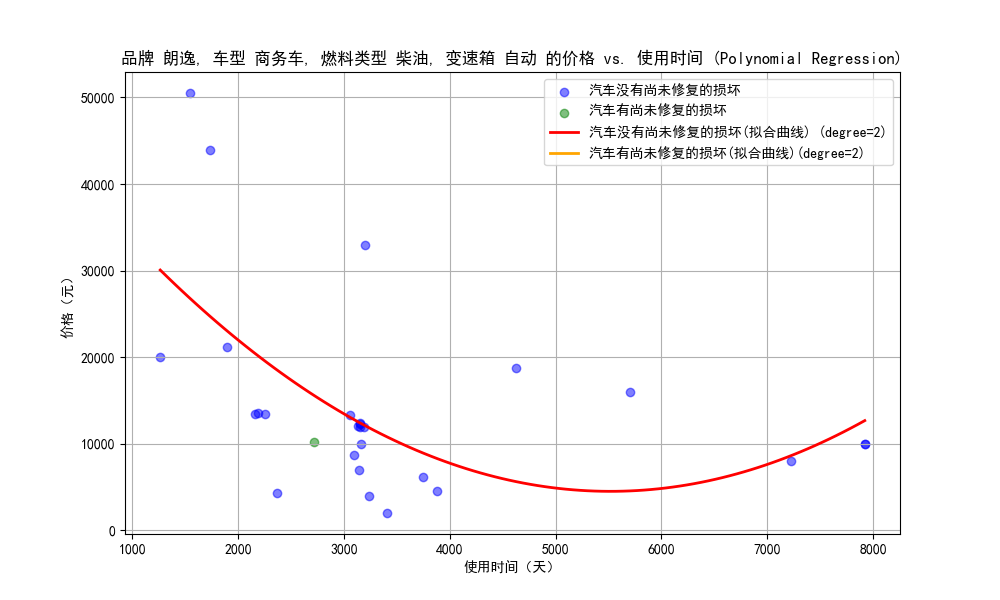 品牌 朗逸, 车型 商务车, 燃料类型 柴油, 变速箱 自动 的价格 vs. 使用时间 (Polynomial Regression)
汽车没有尚未修复的损坏
汽车有尚未修复的损坏
汽车没有尚未修复的损坏(拟合曲线) (degree=2)
汽车有尚未修复的损坏(拟合曲线)(degree=2)
价格（元）
50000
40000
30000
20000
10000
0
1000 2000 3000 4000 5000 6000 7000 8000
使用时间（天）